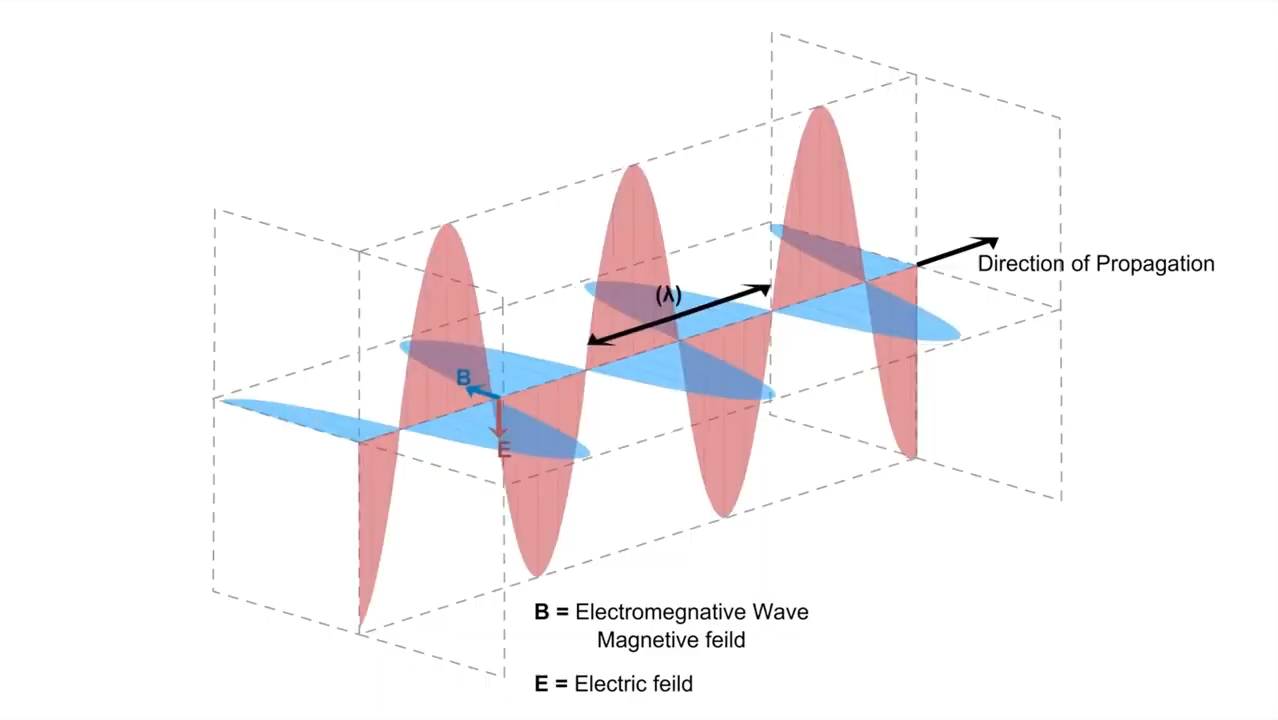 (λ)
Direction of Propagation
B
E
B = Electromegnative Wave
Magnetive feild
E = Electric feild